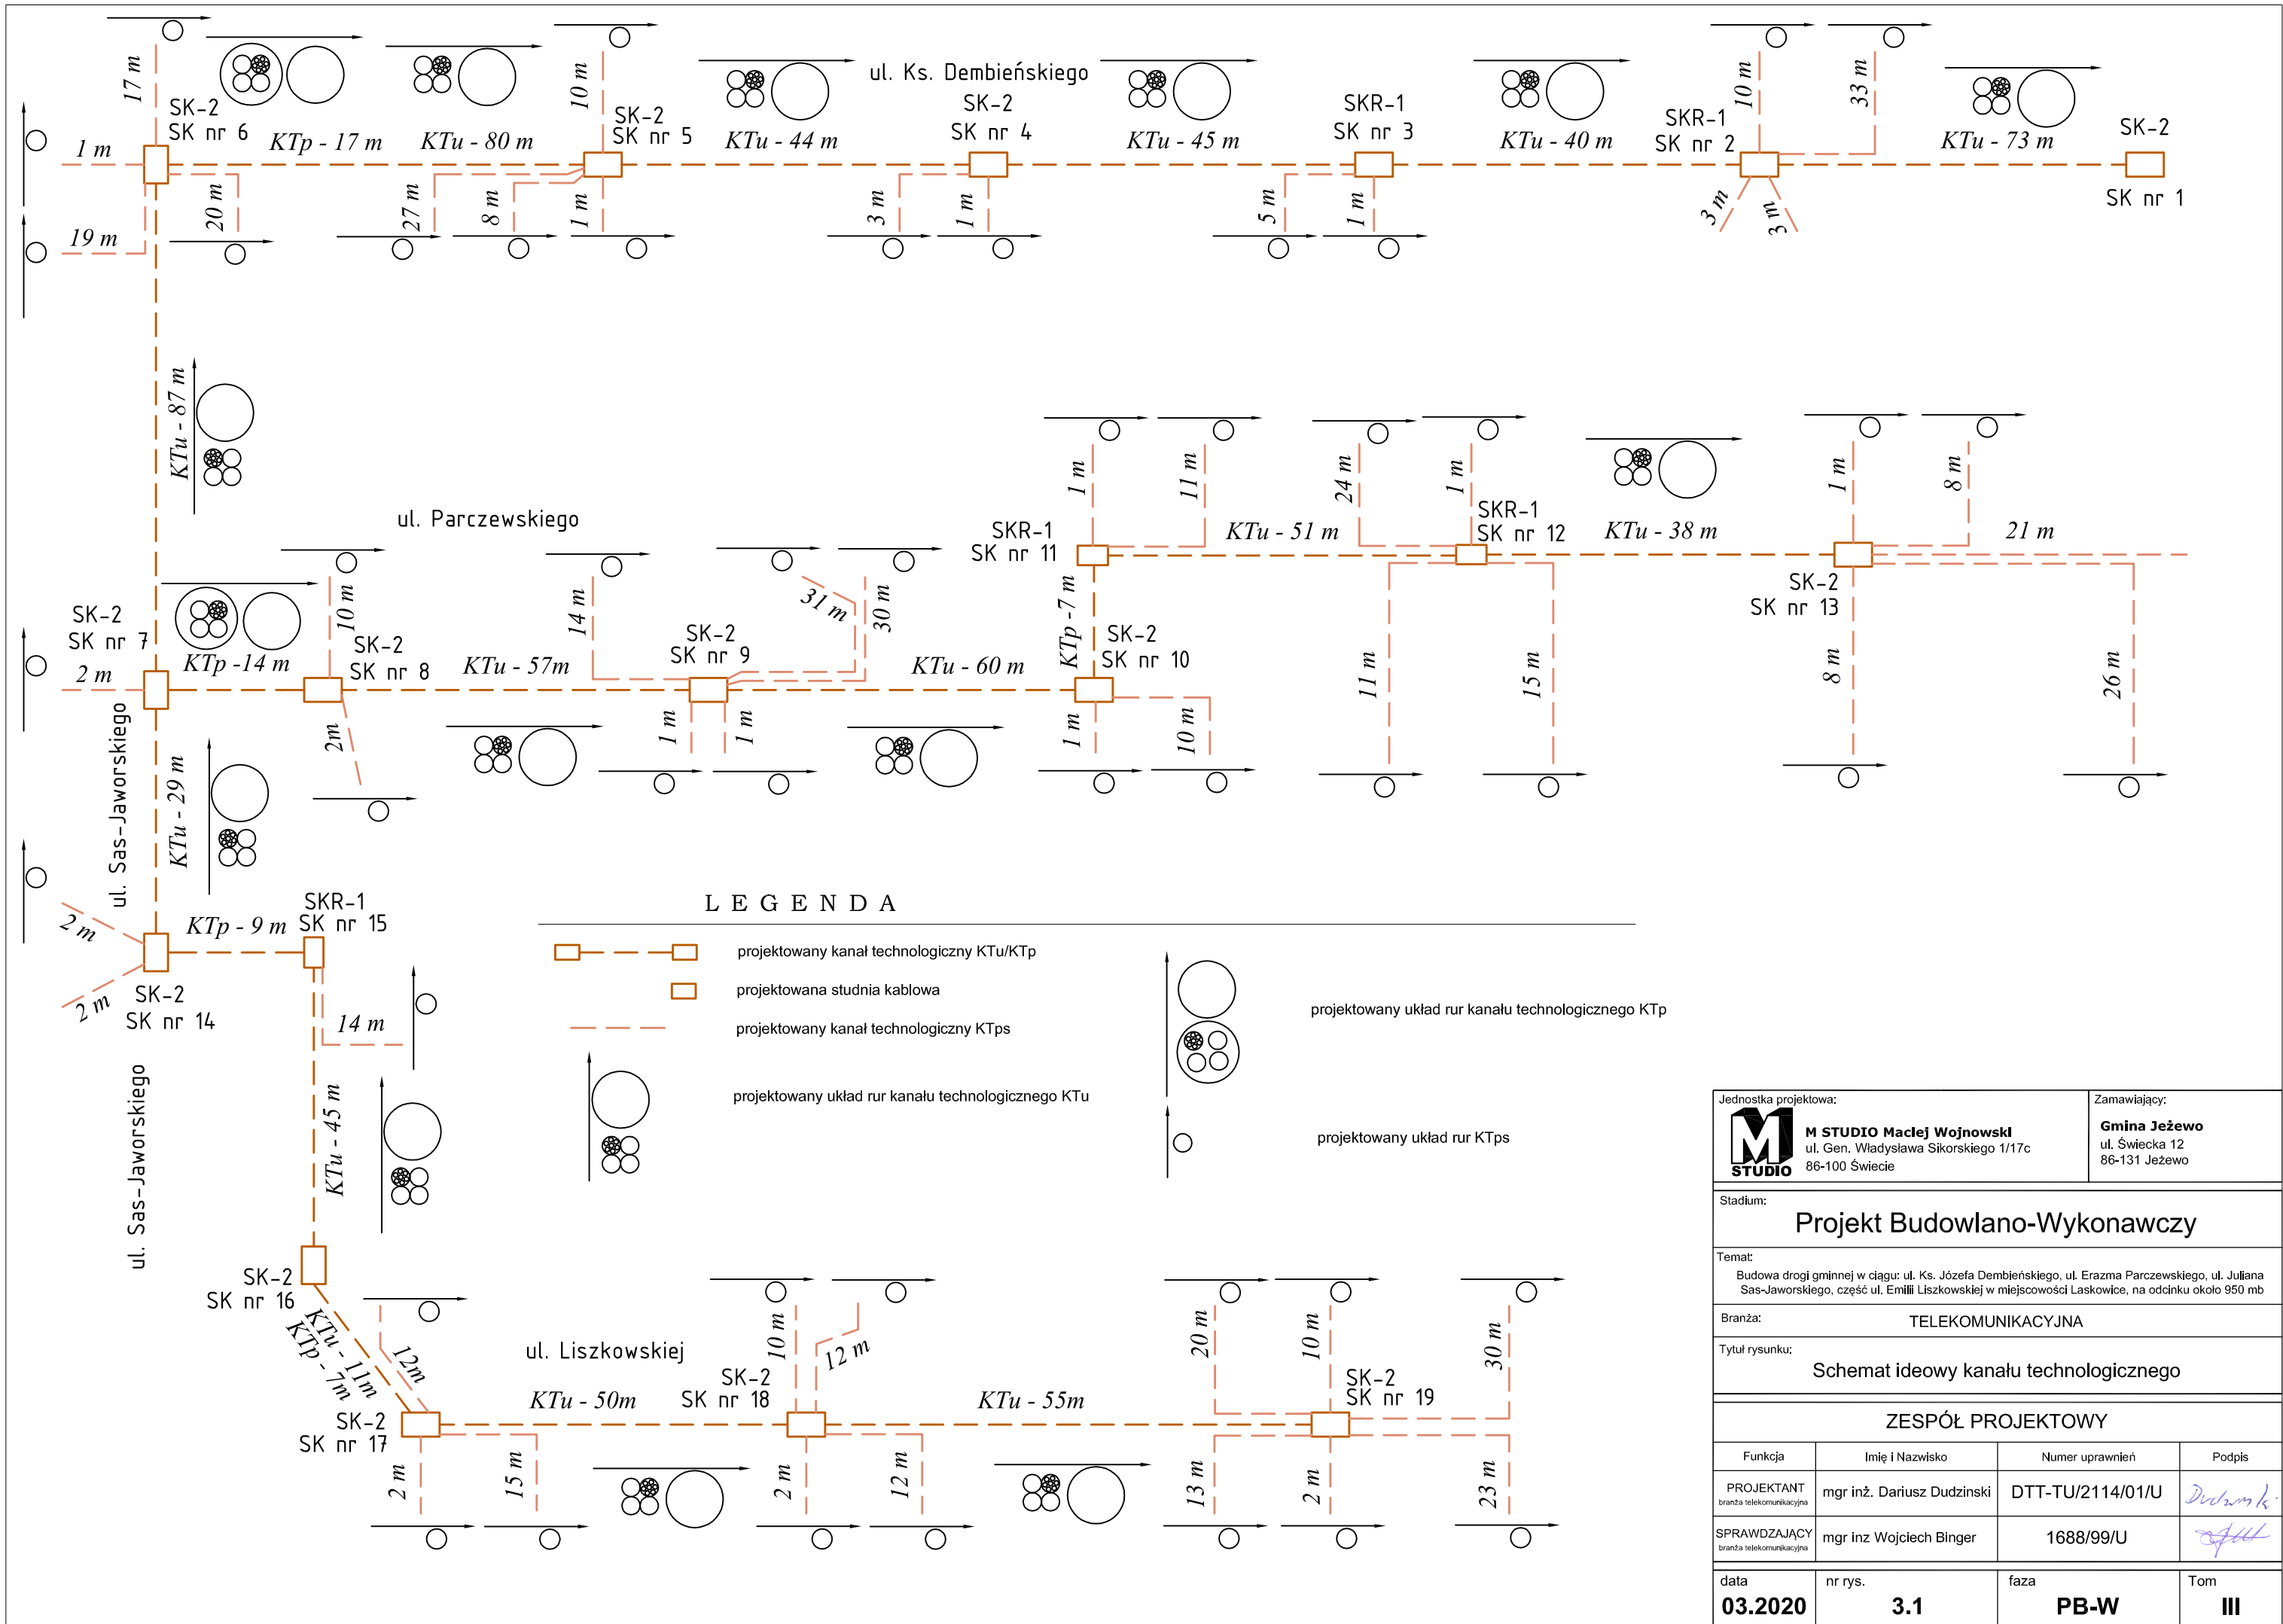 ul. Ks. Dembieńskiego
17 m
10 m
10 m
33 m
SK-2
SK nr 6
KTp - 17 m
KTu - 80 m
SK-2
SK nr 5
KTu - 44 m
SK-2
SK nr 4
KTu - 45 m
SKR-1
SK nr 3
KTu - 40 m
SKR-1
SK nr 2
KTu - 73 m
SK-2
SK nr 1
1 m
19 m
20 m
27 m
8 m
1 m
3 m
1 m
5 m
1 m
3 m
3 m
KTu - 87 m
ul. Parczewskiego
1 m
11 m
24 m
1 m
1 m
8 m
SKR-1
SK nr 11
KTu - 51 m
SKR-1
SK nr 12
KTu - 38 m
21 m
SK-2
SK nr 13
SK-2
SK nr 7
2 m
KTp -14 m
10 m
SK-2
SK nr 8
KTu - 57m
14 m
SK-2
SK nr 9
31 m
30 m
KTu - 60 m
KTp -7 m
SK-2
SK nr 10
2m
1 m
1 m
1 m
10 m
11 m
15 m
8 m
26 m
ul. Sas-Jaworskiego
KTu - 29 m
2 m
2 m
KTp - 9 m
SKR-1
SK nr 15
SK-2
SK nr 14
14 m
ul. Sas-Jaworskiego
KTu - 45 m
SK-2
SK nr 16
KTu - 11m
KTp - 7m
12m
SK-2
SK nr 17
ul. Liszkowskiej
KTu - 50m
10 m
12 m
SK-2
SK nr 18
KTu - 55m
20 m
10 m
30 m
SK-2
SK nr 19
2 m
15 m
2 m
12 m
13 m
2 m
23 m
LEGENDA
projektowany kanał technologiczny KTu/KTp
projektowana studnia kablowa
projektowany kanał technologiczny KTps
projektowany układ rur kanału technologicznego KTu
projektowany układ rur kanału technologicznego KTp
projektowany układ rur KTps
Jednostka projektowa:
M STUDIO
M STUDIO Maciej Wojnowski
ul. Gen. Władysława Sikorskiego 1/17c
86-100 Świecie
Zamawiający:
Gmina Jeżewo
ul. Świecka 12
86-131 Jeżewo
Stadium:
Projekt Budowlano-Wykonawczy
Temat:
Budowa drogi gminnej w ciągu: ul. Ks. Józefa Dembieńskiego, ul. Erazma Parczewskiego, ul. Juliana
Sas-Jaworskiego, część ul. Emilii Liszkowskiej w miejscowości Laskowice, na odcinku około 950 mb
Branża:
TELEKOMUNIKACYJNA
Tytuł rysunku:
Schemat ideowy kanału technologicznego
ZESPÓŁ PROJEKTOWY
Funkcja Imię i Nazwisko Numer uprawnień Podpis
PROJEKTANT
branża telekomunikacyjna
mgr inż. Dariusz Dudzinski DTT-TU/2114/01/U
SPRAWDZAJĄCY
branża telekomunikacyjna
mgr inz Wojciech Binger 1688/99/U
data nr rys. faza Tom
03.2020 3.1 PB-W III